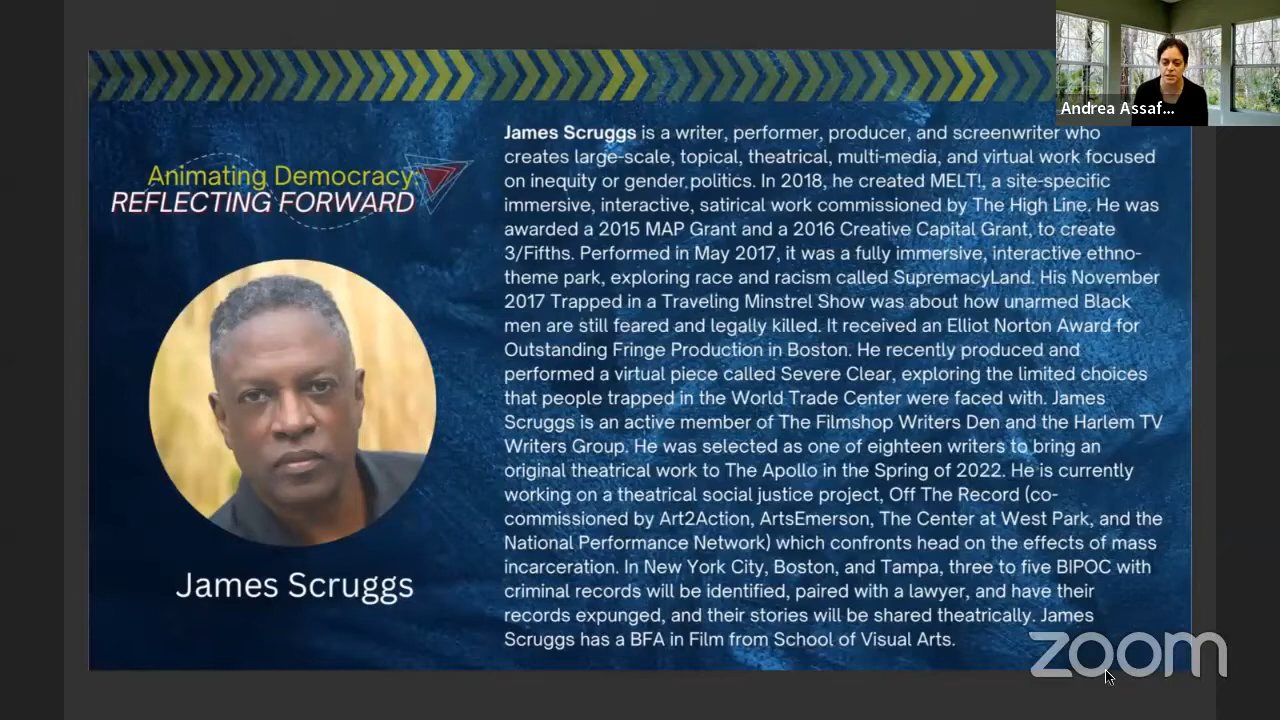 Andrea Assaf...
Animating Democracy:
REFLECTING FORWARD
James Scruggs
James Scruggs is a writer, performer, producer, and screenwriter who
creates large-scale, topical, theatrical, multi-media, and virtual work focused
on inequity or gender politics. In 2018, he created MELT!, a site-specific
immersive, interactive, satirical work commissioned by The High Line. He was
awarded a 2015 MAP Grant and a 2016 Creative Capital Grant, to create
3/Fifths. Performed in May 2017, it was a fully immersive, interactive ethno-
theme park, exploring race and racism called SupremacyLand. His November
2017 Trapped in a Traveling Minstrel Show was about how unarmed Black
men are still feared and legally killed. It received an Elliot Norton Award for
Outstanding Fringe Production in Boston. He recently produced and
performed a virtual piece called Severe Clear, exploring the limited choices
that people trapped in the World Trade Center were faced with. James
Scruggs is an active member of The Filmshop Writers Den and the Harlem TV
Writers Group. He was selected as one of eighteen writers to bring an
original theatrical work to The Apollo in the Spring of 2022. He is currently
working on a theatrical social justice project, Off The Record (co-
commissioned by Art2Action, ArtsEmerson, The Center at West Park, and the
National Performance Network) which confronts head on the effects of mass
incarceration. In New York City, Boston, and Tampa, three to five BIPOC with
criminal records will be identified, paired with a lawyer, and have their
records expunged, and their stories will be shared theatrically. James
Scruggs has a BFA in Film from School of Visual Arts.
zoom